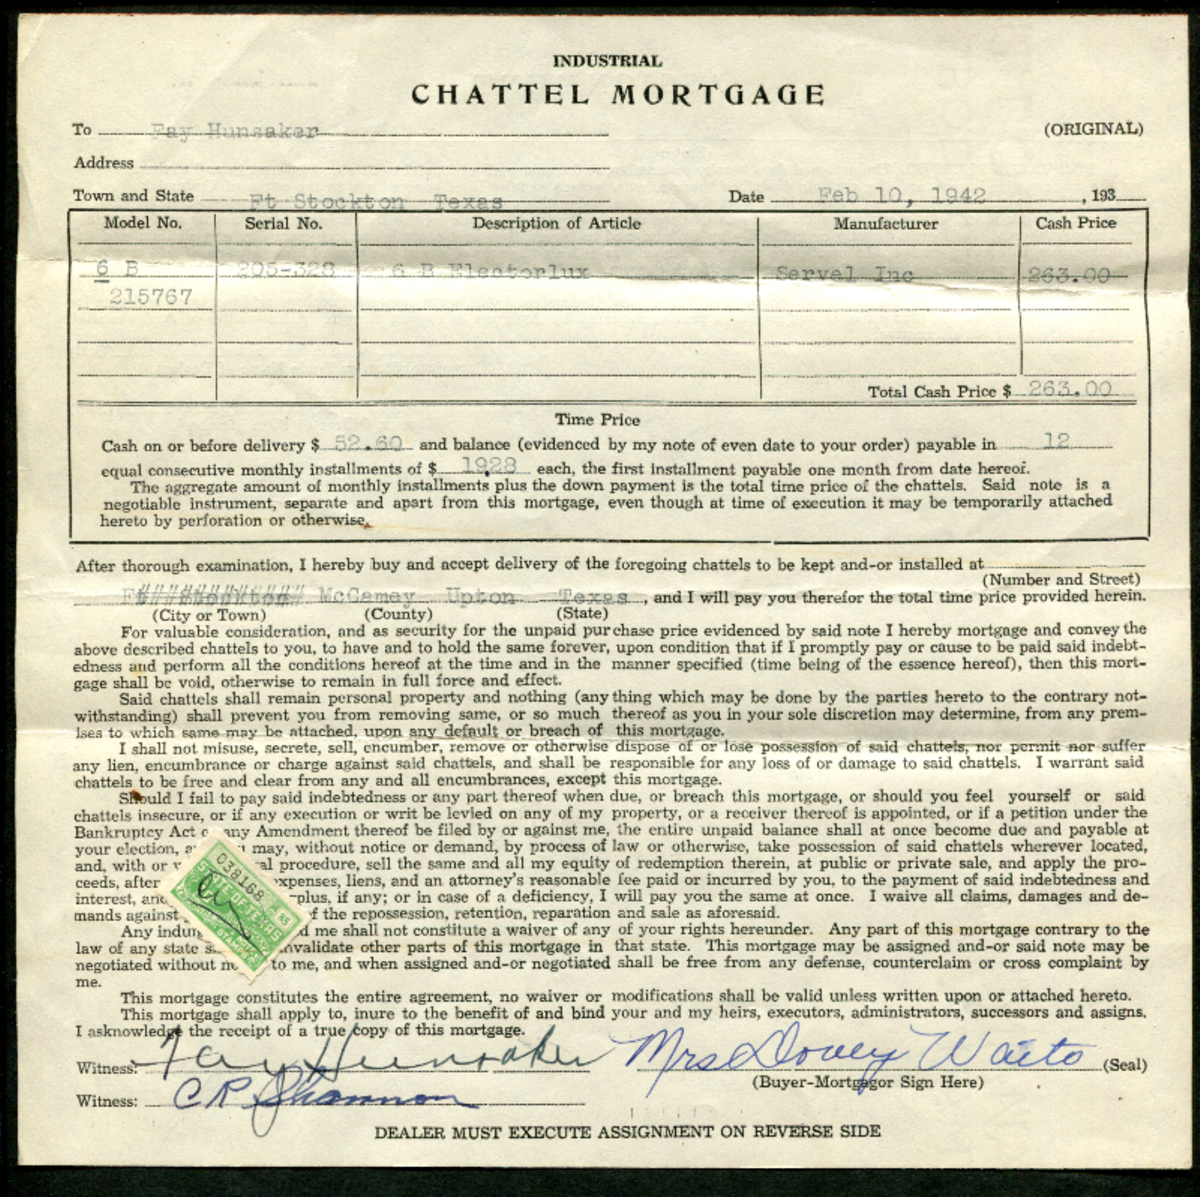 INDUSTRIAL
CHATTEL MORTGAGE
To Fay Hunsaker (ORIGINAL)
Address
Town and State Ft Stockton Texas Date Feb 10, 1942 , 193
Model No. Serial No. Description of Article Manufacturer Cash Price
6 B 205-328 6 B Electorlux Servel Inc 263.00
215767
Total Cash Price $ 263.00
Time Price
Cash on or before delivery $ 52.60 and balance (evidenced by my note of even date to your order) payable in 12
equal consecutive monthly installments of $ 19.28 each, the first installment payable one month from date hereof.
The aggregate amount of monthly installments plus the down payment is the total time price of the chattels. Said note is a
negotiable instrument, separate and apart from this mortgage, even though at time of execution it may be temporarily attached
hereto by perforation or otherwise.
After thorough examination, I hereby buy and accept delivery of the foregoing chattels to be kept and-or installed at
(Number and Street)
Ft Stockton McCamey Upton Texas , and I will pay you therefor the total time price provided herein.
(City or Town) (County) (State)
For valuable consideration, and as security for the unpaid purchase price evidenced by said note I hereby mortgage and convey the
above described chattels to you, to have and to hold the same forever, upon condition that if I promptly pay or cause to be paid said indebt-
edness and perform all the conditions hereof at the time and in the manner specified (time being of the essence hereof), then this mort-
gage shall be void, otherwise to remain in full force and effect.
Said chattels shall remain personal property and nothing (any thing which may be done by the parties hereto to the contrary not-
withstanding) shall prevent you from removing same, or so much thereof as you in your sole discretion may determine, from any prem-
ises to which same may be attached, upon any default or breach of this mortgage.
I shall not misuse, secrete, sell, encumber, remove or otherwise dispose of or lose possession of said chattels, nor permit nor suffer
any lien, encumbrance or charge against said chattels, and shall be responsible for any loss of or damage to said chattels. I warrant said
chattels to be free and clear from any and all encumbrances, except this mortgage.
Should I fail to pay said indebtedness or any part thereof when due, or breach this mortgage, or should you feel yourself or said
chattels insecure, or if any execution or writ be levied on any of my property, or a receiver thereof is appointed, or if a petition under the
Bankruptcy Act o any Amendment thereof be filed by or against me, the entire unpaid balance shall at once become due and payable at
your election, a u may, without notice or demand, by process of law or otherwise, take possession of said chattels wherever located,
and, with or al procedure, sell the same and all my equity of redemption therein, at public or private sale, and apply the pro-
ceeds, after expenses, liens, and an attorney's reasonable fee paid or incurred by you, to the payment of said indebtedness and
interest, and plus, if any; or in case of a deficiency, I will pay you the same at once. I waive all claims, damages and de-
mands against f the repossession, retention, reparation and sale as aforesaid.
Any indul d me shall not constitute a waiver of any of your rights hereunder. Any part of this mortgage contrary to the
law of any state s nvalidate other parts of this mortgage in that state. This mortgage may be assigned and-or said note may be
negotiated without no to me, and when assigned and-or negotiated shall be free from any defense, counterclaim or cross complaint by
me.
This mortgage constitutes the entire agreement, no waiver or modifications shall be valid unless written upon or attached hereto.
This mortgage shall apply to, inure to the benefit of and bind your and my heirs, executors, administrators, successors and assigns.
I acknowledge the receipt of a true copy of this mortgage.
038168
STATE OF TEXAS
Witness: Fay Hunsaker Mrs Dovey Waits (Seal)
(Buyer-Mortgagor Sign Here)
Witness: C R Shannon
DEALER MUST EXECUTE ASSIGNMENT ON REVERSE SIDE